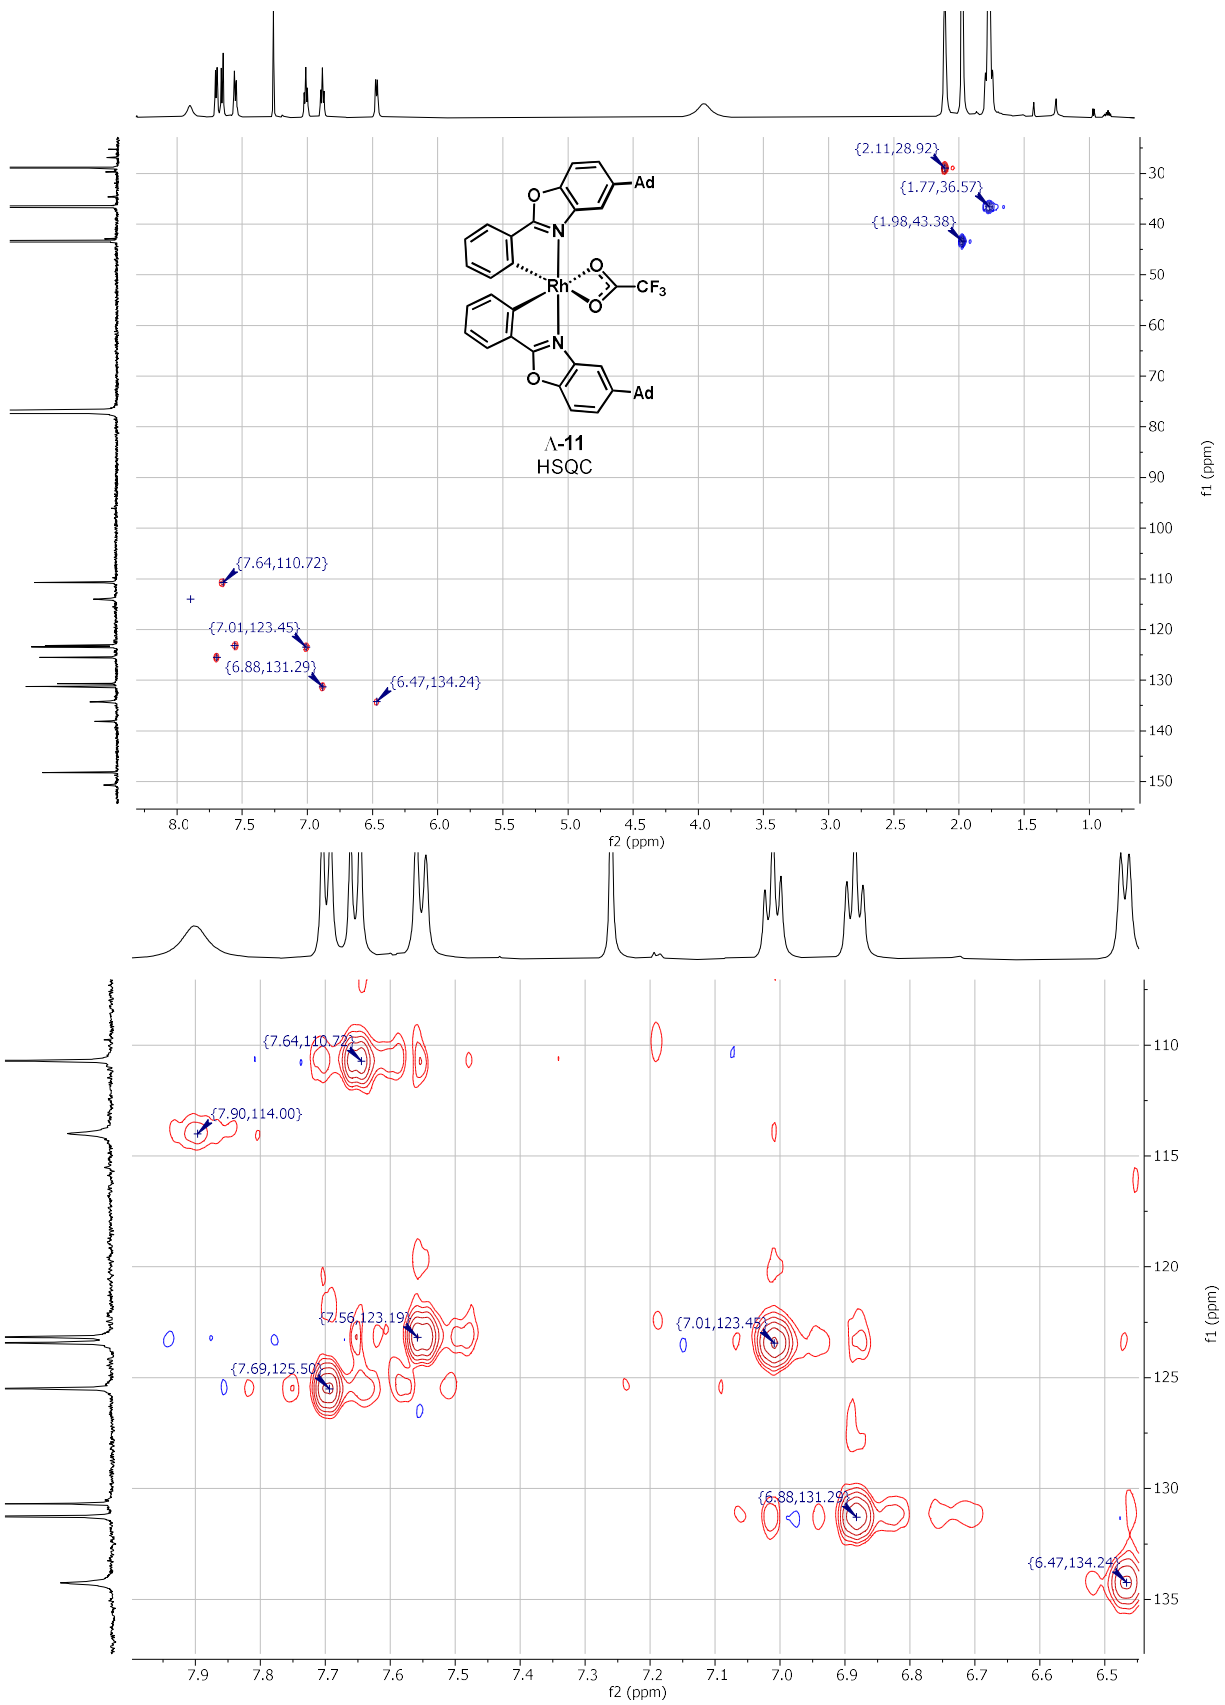 {2.11,28.92}
{1.77,36.57}
{1.98,43.38}
30
40
50
60
70
80
90
100
110
120
130
140
150
f1 (ppm)
O
Ad
N
Rh
O
O
CF3
N
O
Ad
Λ-11
HSQC
{7.64,110.72}
{7.01,123.45}
{6.88,131.29}
{6.47,134.24}
8.0 7.5 7.0 6.5 6.0 5.5 5.0 4.5 4.0 3.5 3.0 2.5 2.0 1.5 1.0
f2 (ppm)
{7.64,110.72}
{7.90,114.00}
{7.56,123.19}
{7.01,123.45}
{7.69,125.50}
{6.88,131.29}
{6.47,134.24}
110
115
120
125
130
135
f1 (ppm)
7.9 7.8 7.7 7.6 7.5 7.4 7.3 7.2 7.1 7.0 6.9 6.8 6.7 6.6 6.5
f2 (ppm)